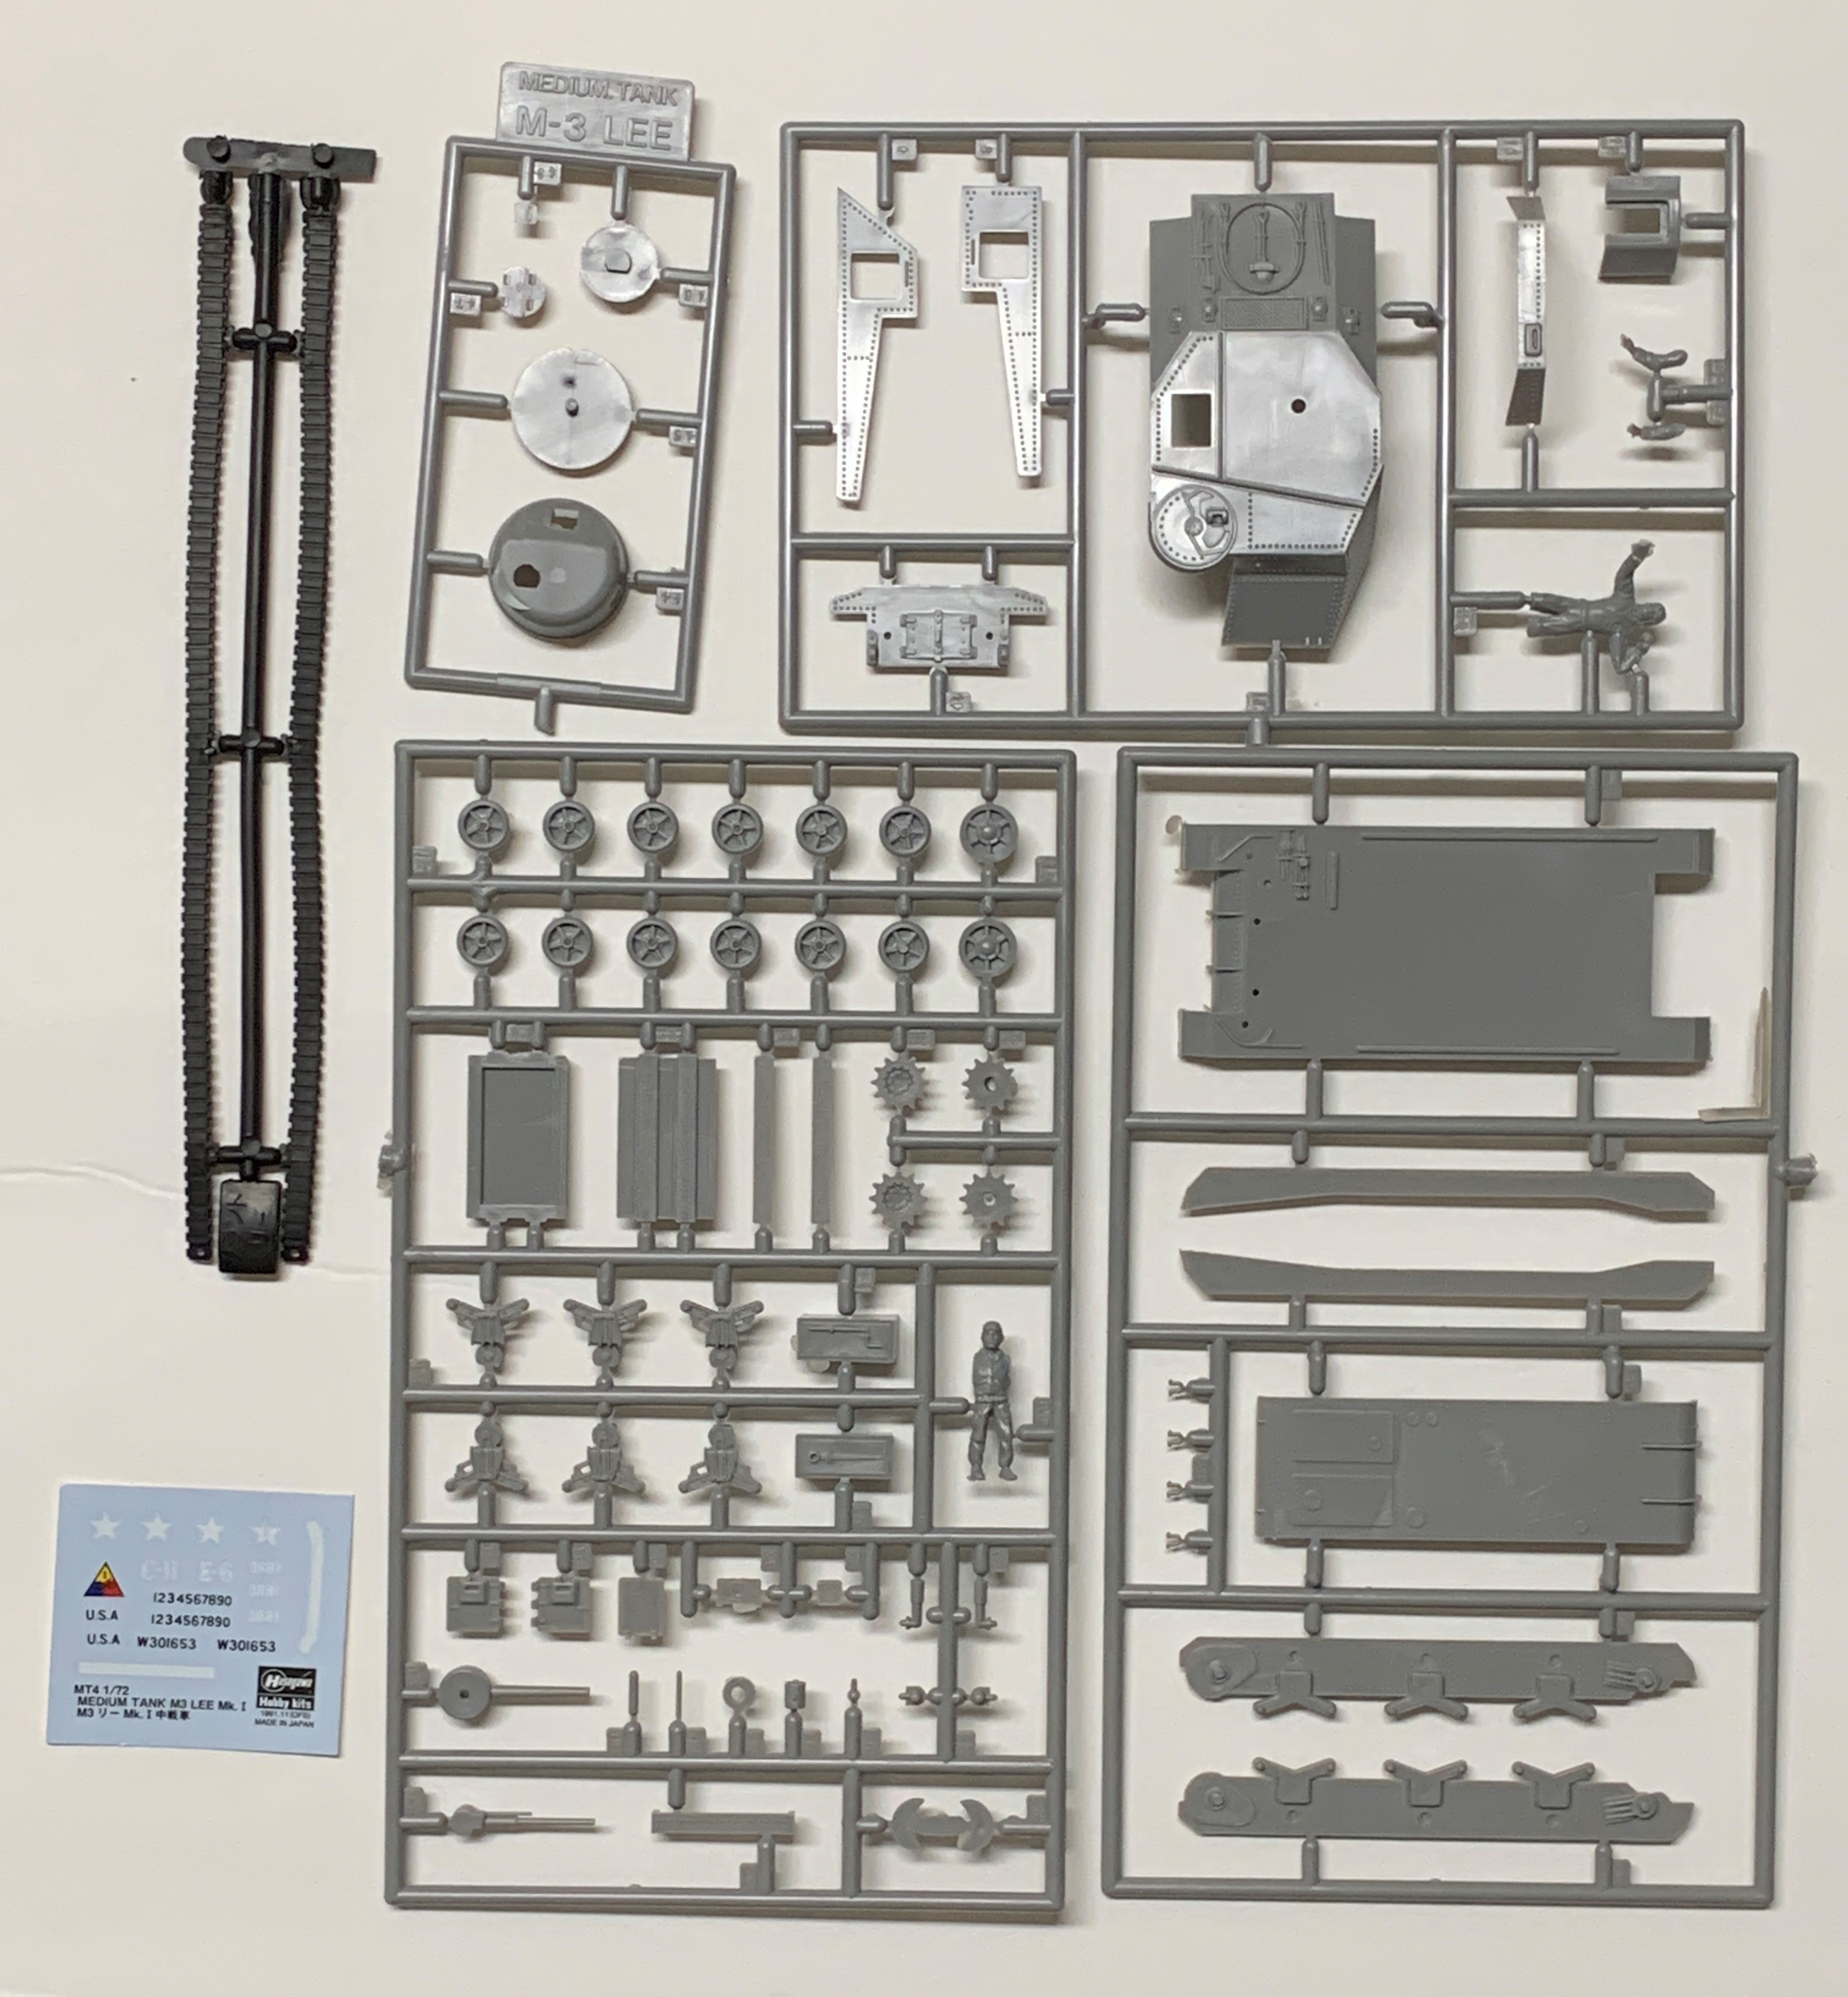 MEDIUM TANK
M-3 LEE
C-11 E-6
1234567890
U.S.A 1234567890
U.S.A W301653 W301653
MT4 1/72
MEDIUM TANK M3 LEE Mk. I
M3 リー Mk. I 中戦車
Hasegawa
Hobby kits
MADE IN JAPAN